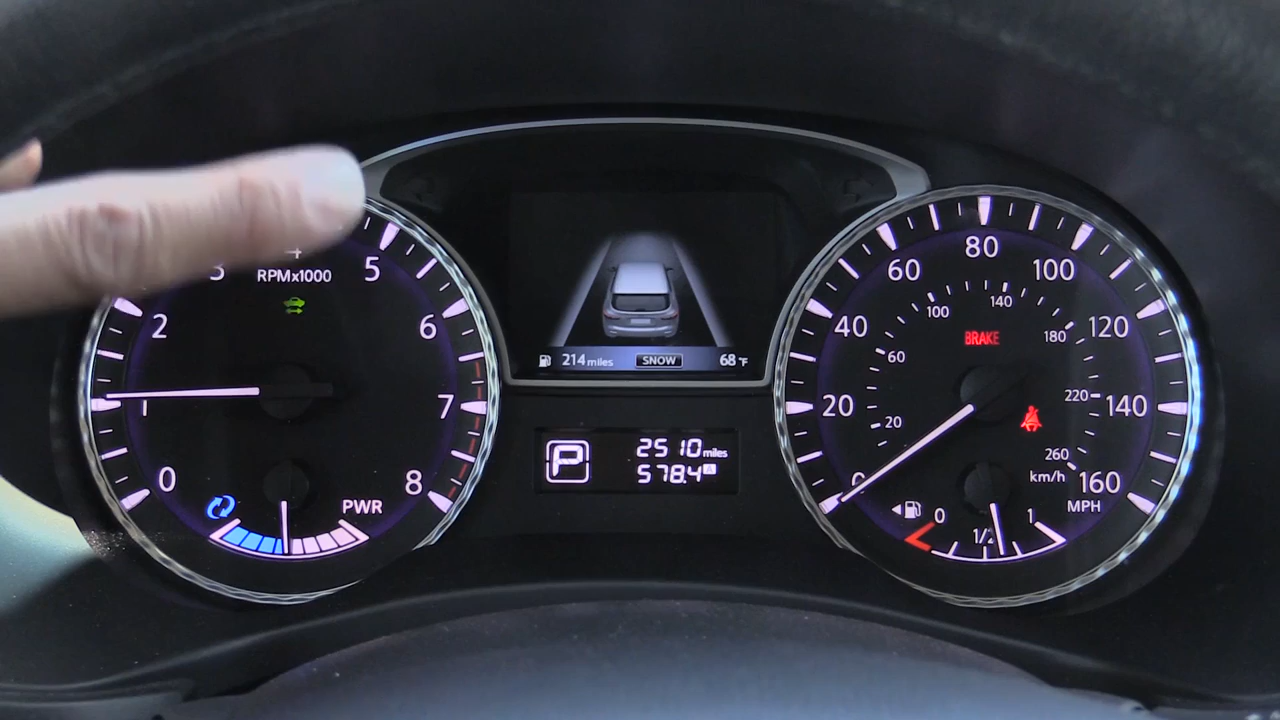 RPMx1000
2
5
6
1
7
0
8
PWR
214 miles
SNOW
68 °F
P
2510 miles
578.4 A
80
60
100
40
120
20
140
160
MPH
100
140
60
180
20
220
260
km/h
BRAKE
0
1/2
1